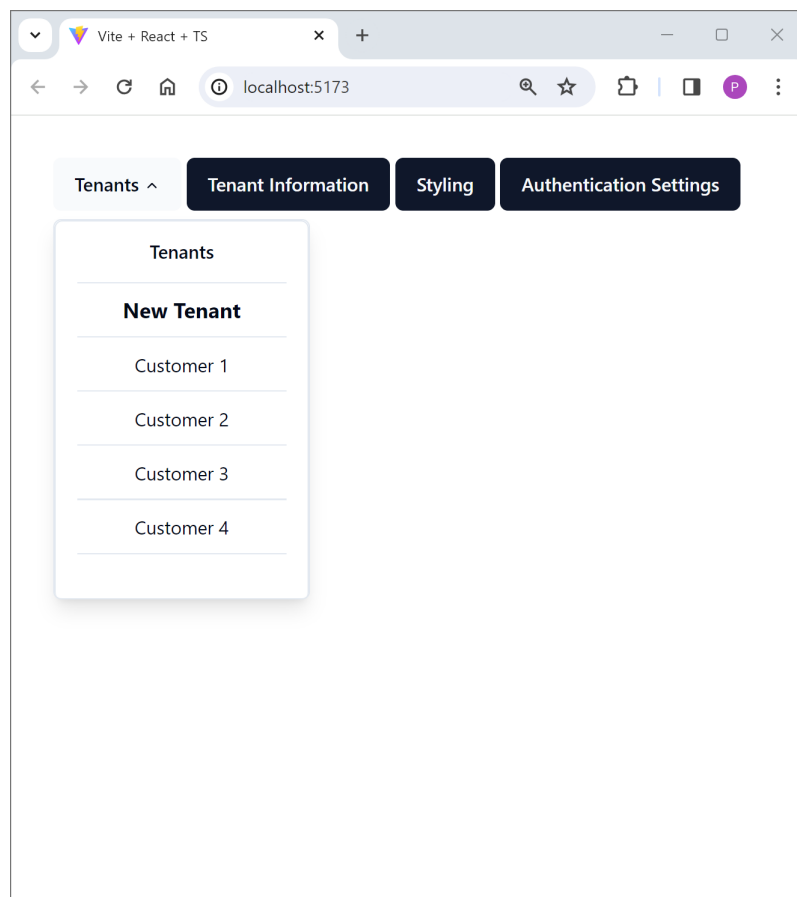 Vite + React + TS
localhost:5173
P
Tenants
Tenant Information
Styling
Authentication Settings
Tenants
New Tenant
Customer 1
Customer 2
Customer 3
Customer 4